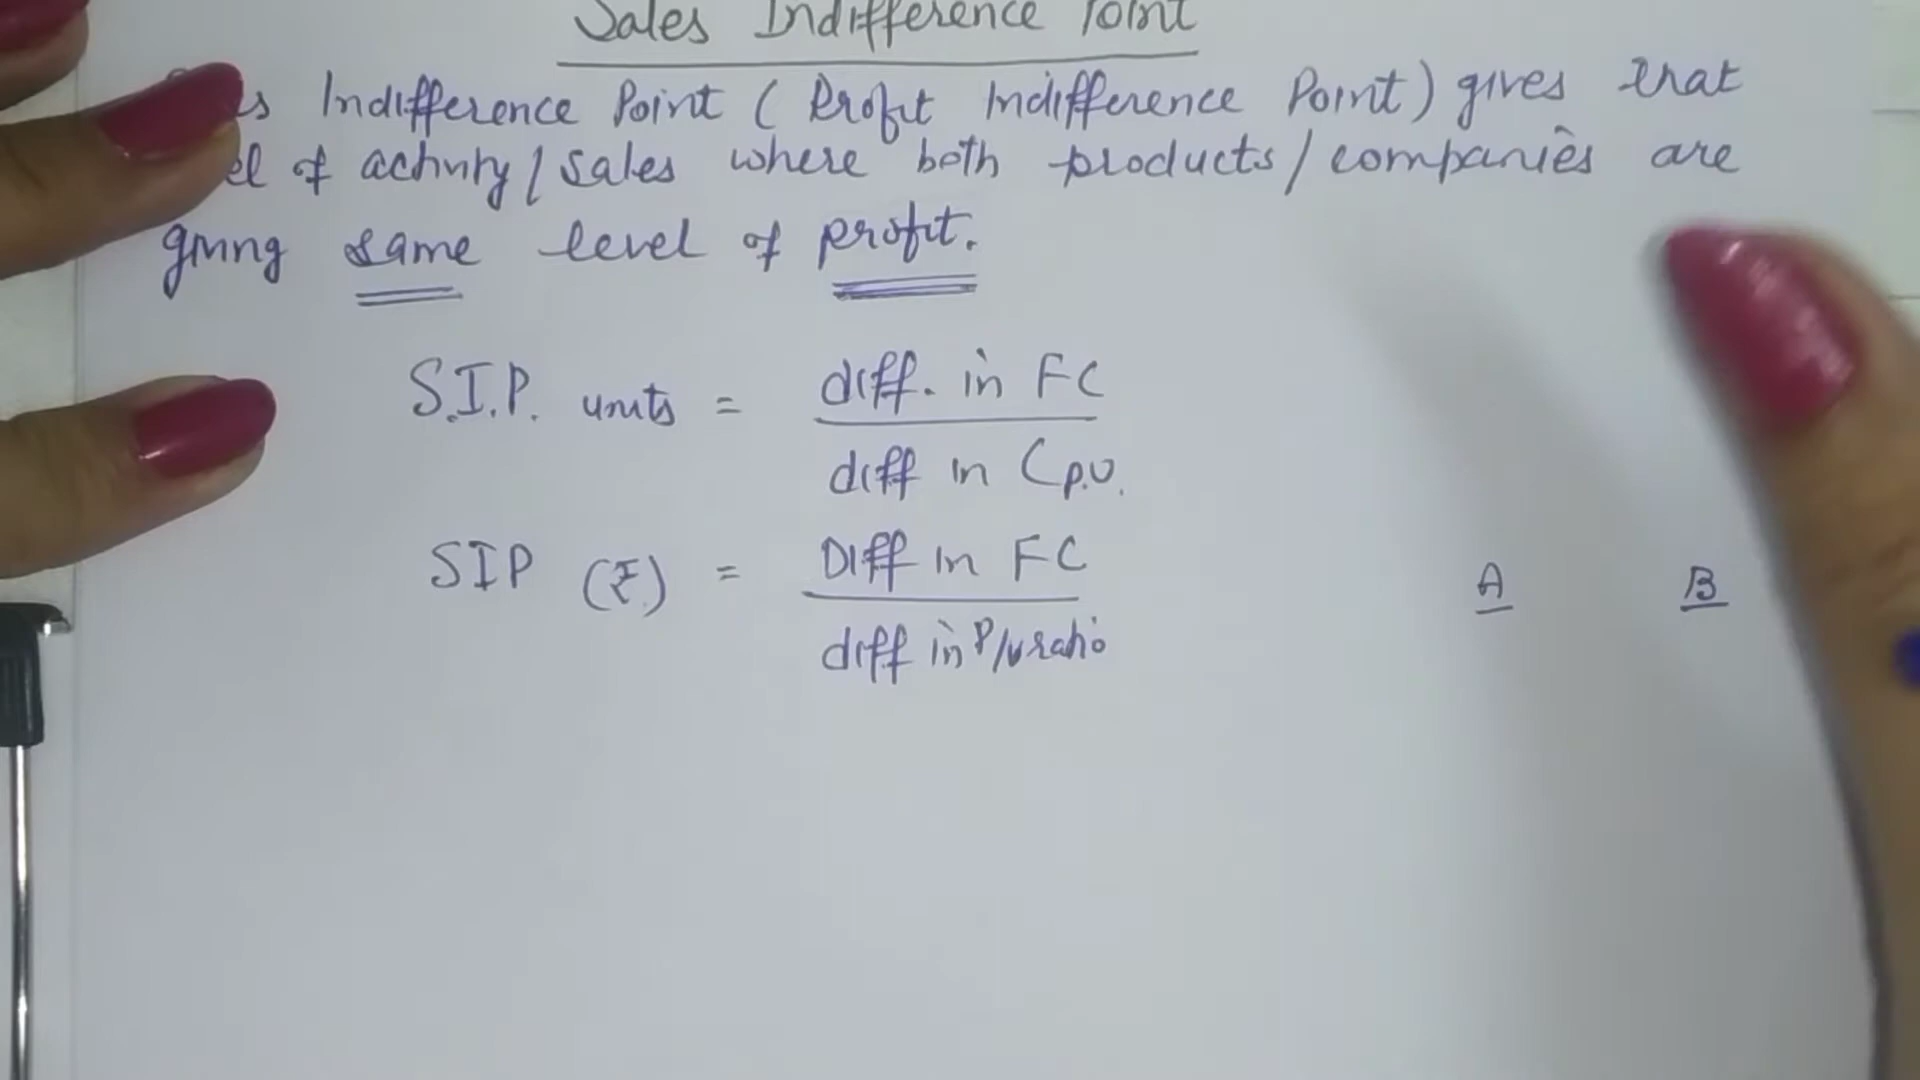 Sales Indifference Point
Indifference Point ( Profit Indifference Point) gives that
of activity / sales where both products / companies are
giving same level of profit.
S.I.P. units = diff. in FC
diff in C p.u.
SIP (₹) = Diff in FC
diff in P/v ratio
A B